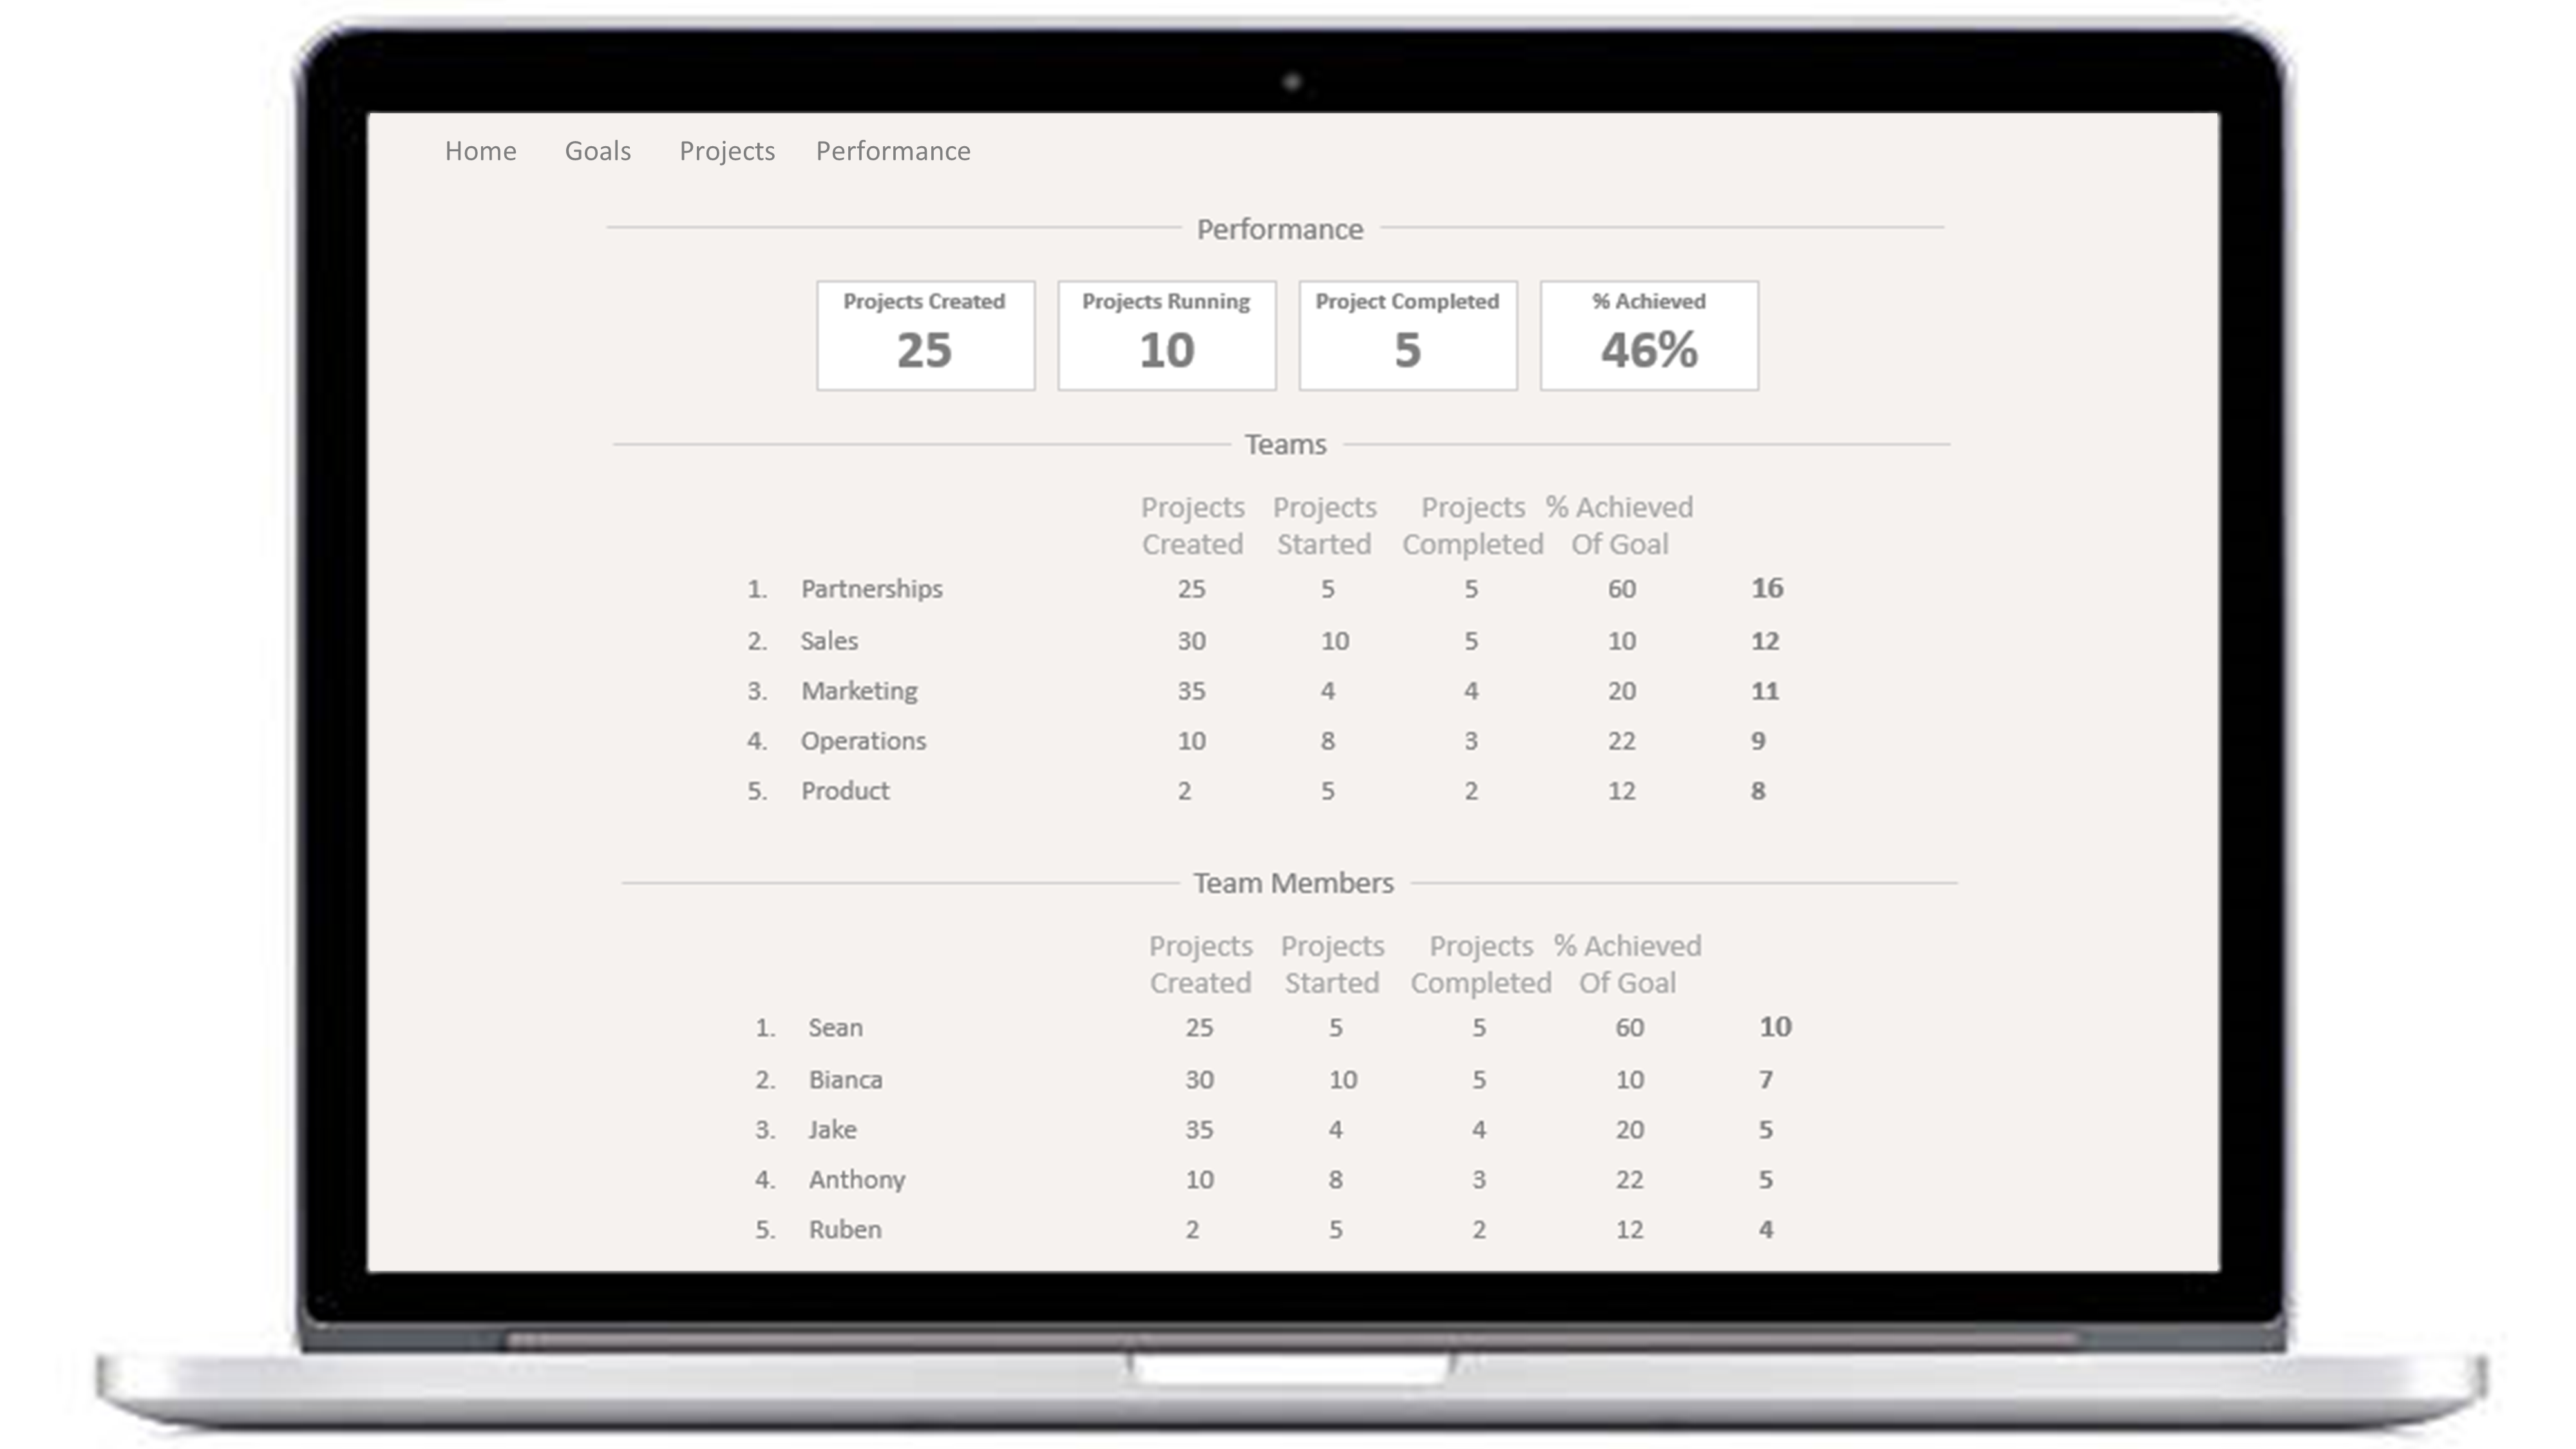 Home Goals Projects Performance
Performance
Projects Created Projects Running Project Completed % Achieved
25 10 5 46%
Teams
Projects Projects Projects % Achieved
Created Started Completed Of Goal
1. Partnerships 25 5 5 60 16
2. Sales 30 10 5 10 12
3. Marketing 35 4 4 20 11
4. Operations 10 8 3 22 9
5. Product 2 5 2 12 8
Team Members
Projects Projects Projects % Achieved
Created Started Completed Of Goal
1. Sean 25 5 5 60 10
2. Bianca 30 10 5 10 7
3. Jake 35 4 4 20 5
4. Anthony 10 8 3 22 5
5. Ruben 2 5 2 12 4